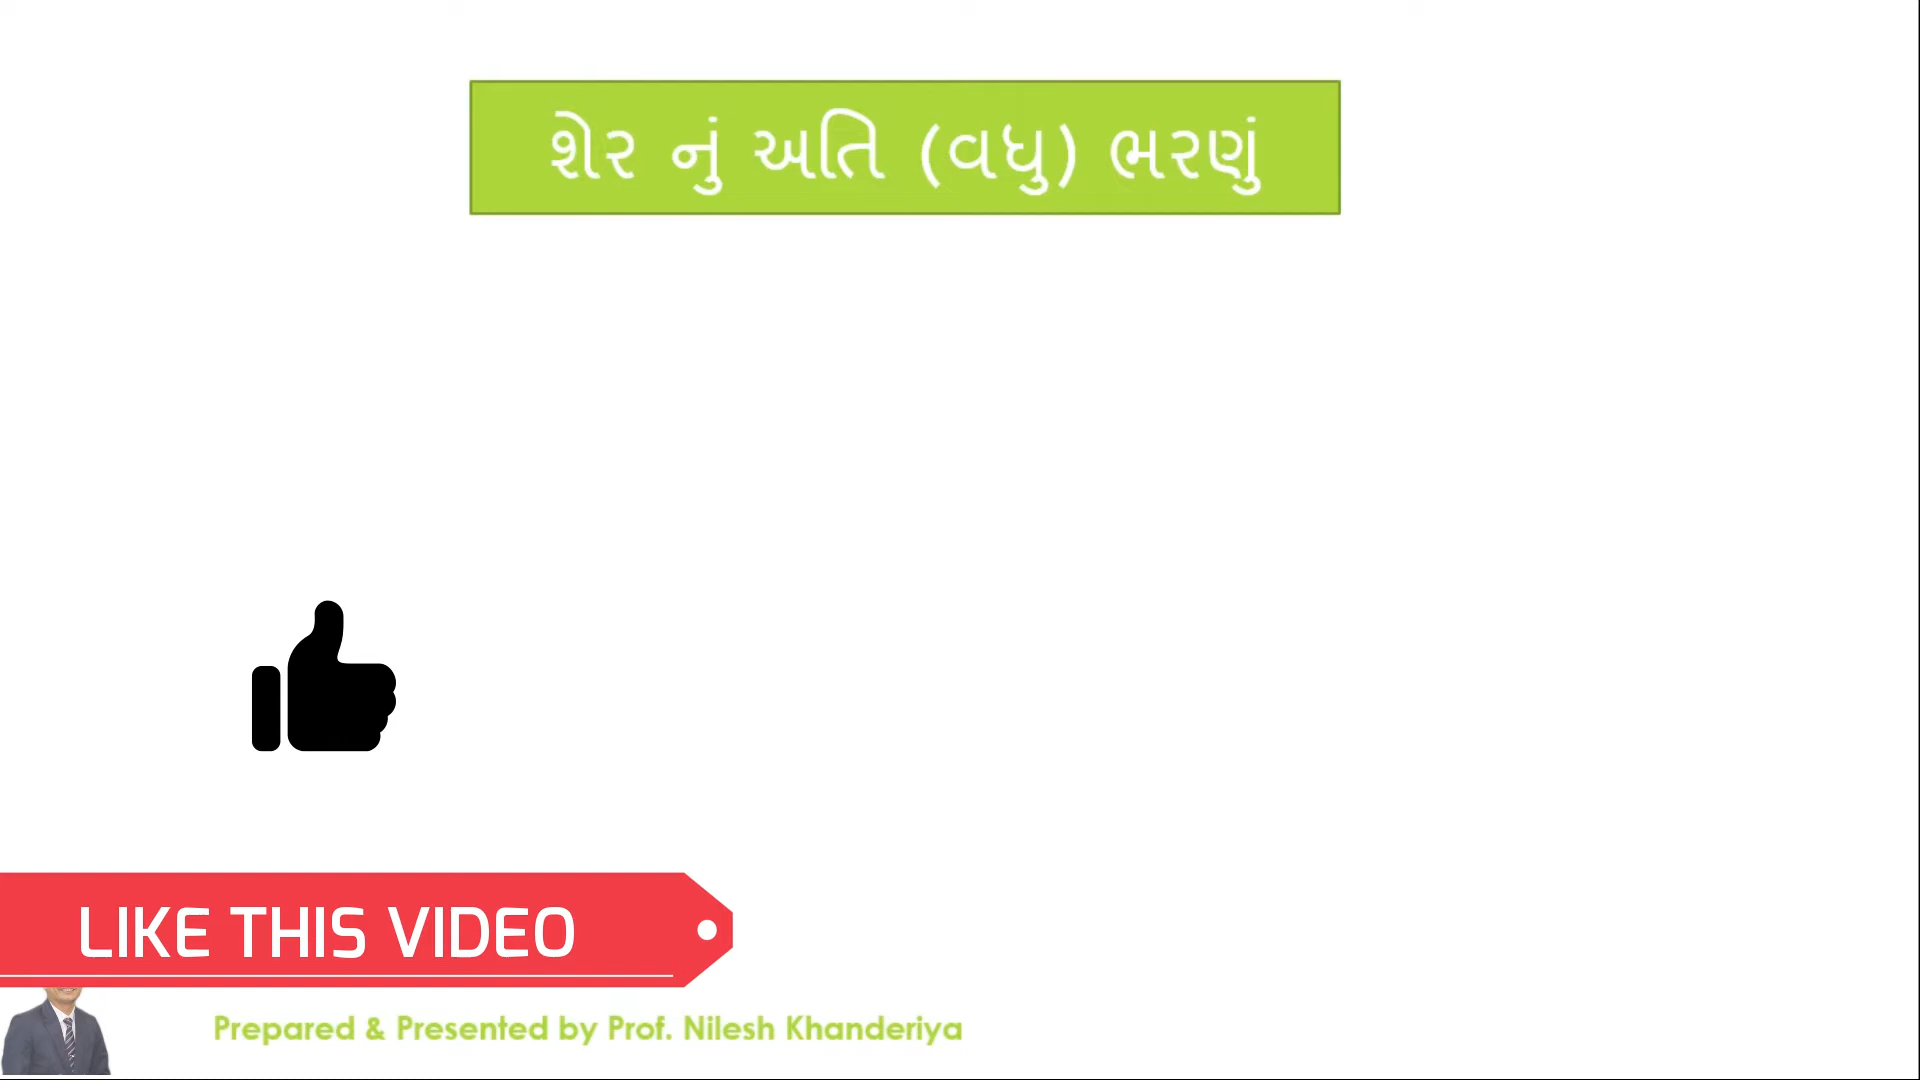 શેર નું અતિ (વધુ) ભરણું
LIKE THIS VIDEO
Prepared & Presented by Prof. Nilesh Khanderiya